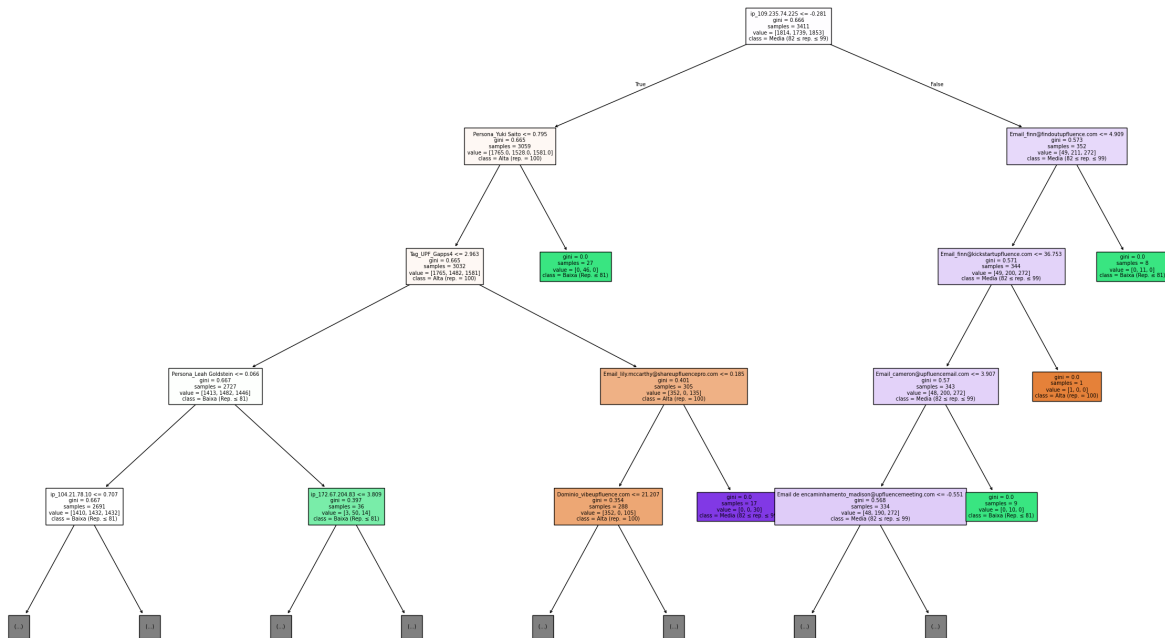 ip_109.235.74.225 <= -0.281
gini = 0.666
samples = 3411
value = [1814, 1739, 1853]
class = Media (82 ≤ rep. ≤ 99)
True
False
Persona_Yuki Saito <= 0.795
gini = 0.665
samples = 3059
value = [1765.0, 1528.0, 1581.0]
class = Alta (rep. = 100)
Email_finn@findoutupfluence.com <= 4.909
gini = 0.573
samples = 352
value = [49, 211, 272]
class = Media (82 ≤ rep. ≤ 99)
Tag_UPF_Gapps4 <= 2.963
gini = 0.665
samples = 3032
value = [1765, 1482, 1581]
class = Alta (rep. = 100)
gini = 0.0
samples = 27
value = [0, 46, 0]
class = Baixa (Rep. ≤ 81)
Email_finn@kickstartupfluence.com <= 36.753
gini = 0.571
samples = 344
value = [49, 200, 272]
class = Media (82 ≤ rep. ≤ 99)
gini = 0.0
samples = 8
value = [0, 11, 0]
class = Baixa (Rep. ≤ 81)
Persona_Leah Goldstein <= 0.066
gini = 0.667
samples = 2727
value = [1413, 1482, 1446]
class = Baixa (Rep. ≤ 81)
Email_lily.mccarthy@shareupfluencepro.com <= 0.185
gini = 0.401
samples = 305
value = [352, 0, 135]
class = Alta (rep. = 100)
Email_cameron@upfluencemail.com <= 3.907
gini = 0.57
samples = 343
value = [48, 200, 272]
class = Media (82 ≤ rep. ≤ 99)
gini = 0.0
samples = 1
value = [1, 0, 0]
class = Alta (rep. = 100)
ip_104.21.78.10 <= 0.707
gini = 0.667
samples = 2691
value = [1410, 1432, 1432]
class = Baixa (Rep. ≤ 81)
ip_172.67.204.83 <= 3.809
gini = 0.397
samples = 36
value = [3, 50, 14]
class = Baixa (Rep. ≤ 81)
Dominio_vibeupfluence.com <= 21.207
gini = 0.354
samples = 288
value = [352, 0, 105]
class = Alta (rep. = 100)
gini = 0.0
samples = 17
value = [0, 0, 30]
class = Media (82 ≤ rep. ≤ 9
Email de encaminhamento_madison@upfluencemeeting.com <= -0.551
gini = 0.568
samples = 334
value = [48, 190, 272]
class = Media (82 ≤ rep. ≤ 99)
gini = 0.0
samples = 9
value = [0, 10, 0]
class = Baixa (Rep. ≤ 81)
(...)
(...)
(...)
(...)
(...)
(...)
(...)
(...)